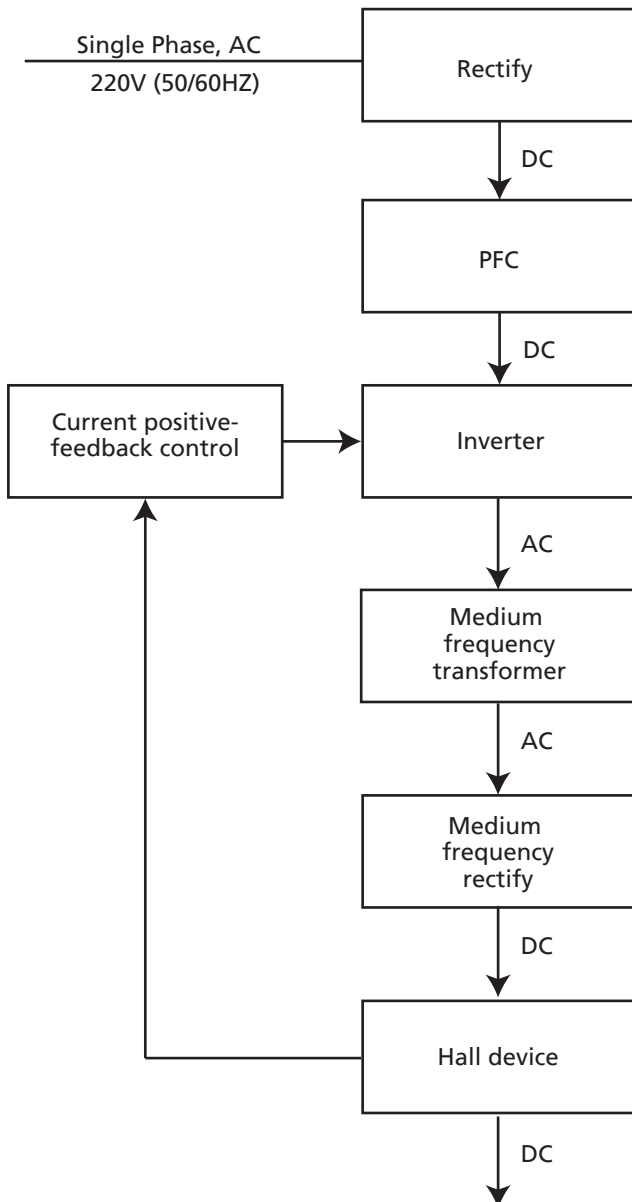 Single Phase, AC
220V (50/60HZ)
Rectify
DC
PFC
DC
Current positive-
feedback control
Inverter
AC
Medium
frequency
transformer
AC
Medium
frequency
rectify
DC
Hall device
DC